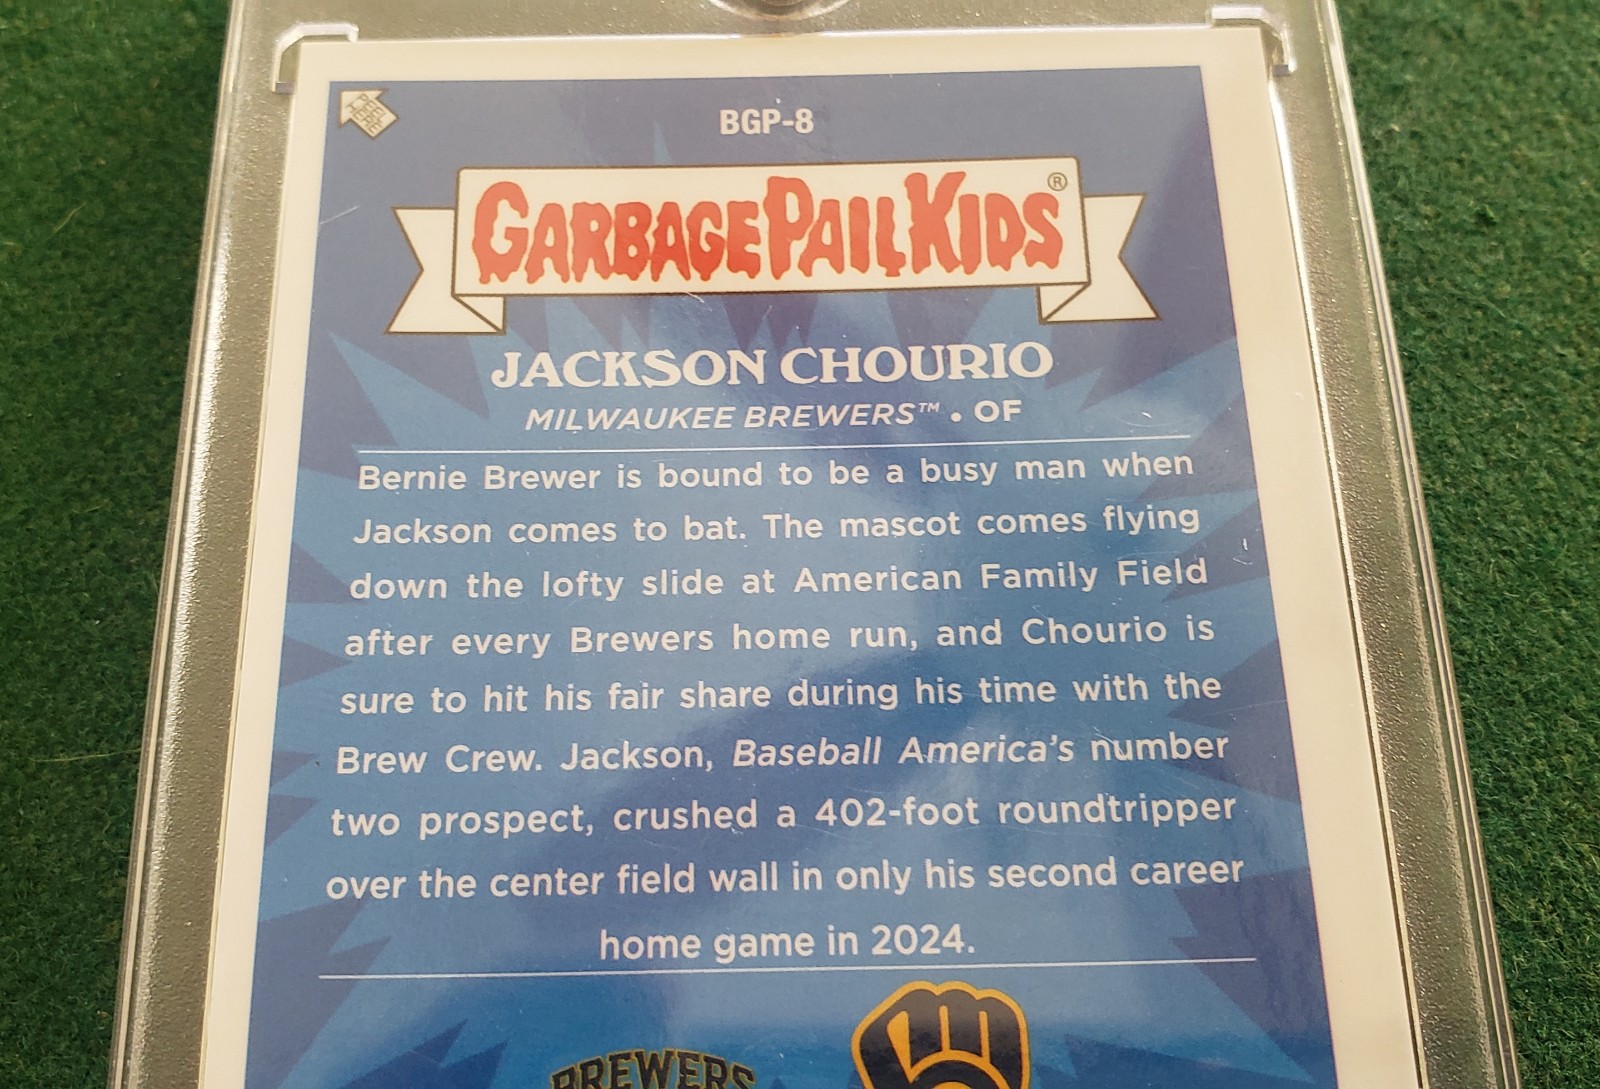 PEEL HERE
BGP-8
GARBAGE PAIL KIDS®
JACKSON CHOURIO
MILWAUKEE BREWERS™ • OF
Bernie Brewer is bound to be a busy man when
Jackson comes to bat. The mascot comes flying
down the lofty slide at American Family Field
after every Brewers home run, and Chourio is
sure to hit his fair share during his time with the
Brew Crew. Jackson, Baseball America's number
two prospect, crushed a 402-foot roundtripper
over the center field wall in only his second career
home game in 2024.
BREWERS